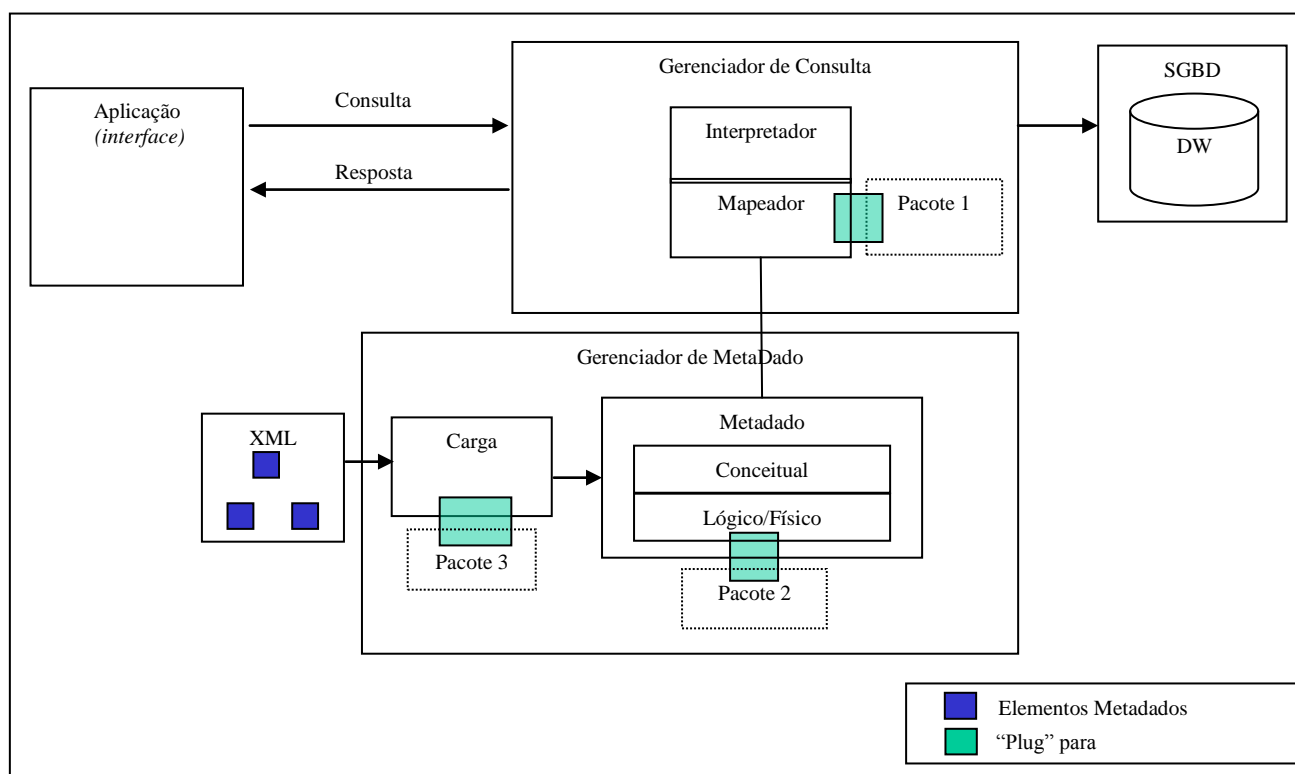 Gerenciador de Consulta
SGBD
DW
Aplicação
(interface)
Consulta
Resposta
Interpretador
Mapeador
Pacote 1
Gerenciador de MetaDado
XML
Carga
Pacote 3
Metadado
Conceitual
Lógico/Físico
Pacote 2
Elementos Metadados
“Plug” para